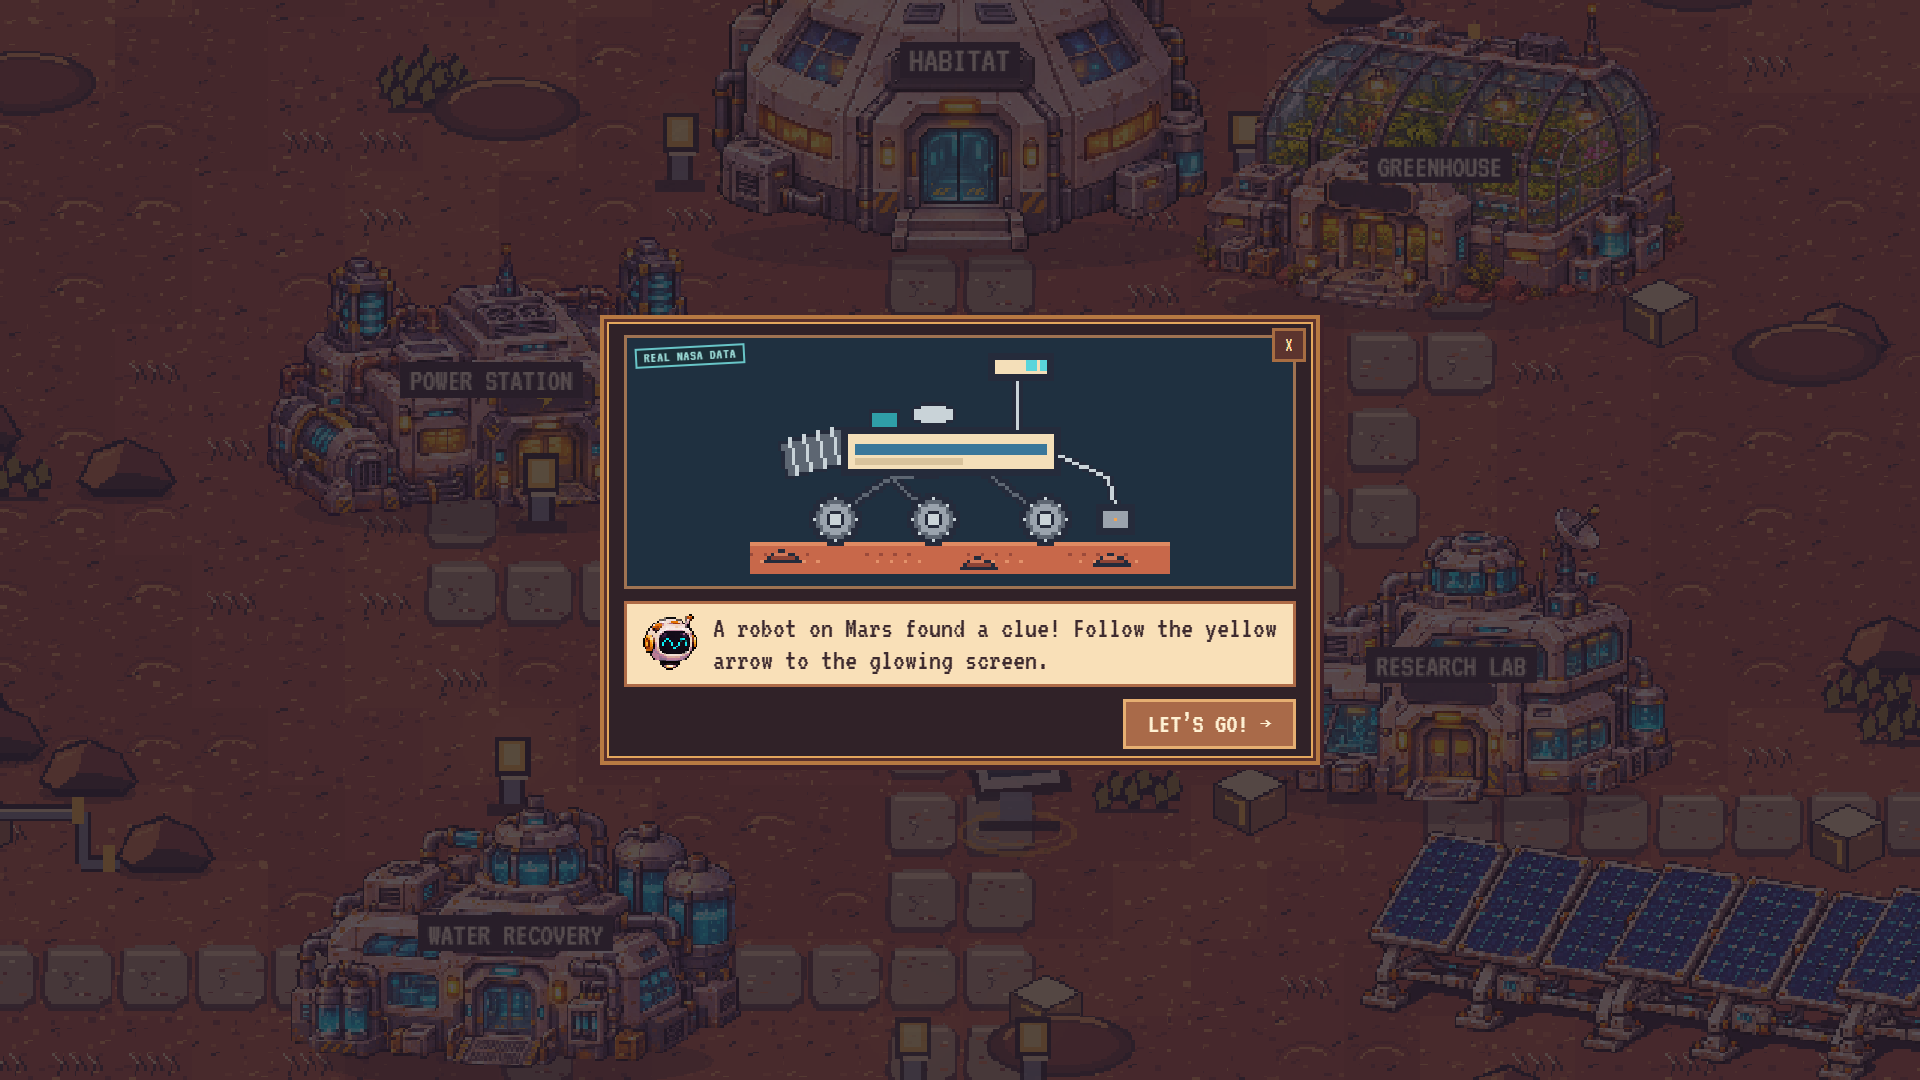 HABITAT
GREENHOUSE
POWER STATION
REAL NASA DATA
X
A robot on Mars found a clue! Follow the yellow
arrow to the glowing screen.
RESEARCH LAB
LET'S GO! →
WATER RECOVERY